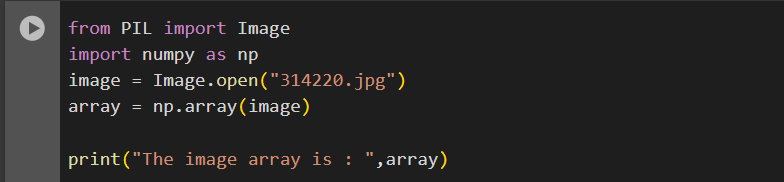 from PIL import Image
import numpy as np
image = Image.open("314220.jpg")
array = np.array(image)
print("The image array is : ",array)